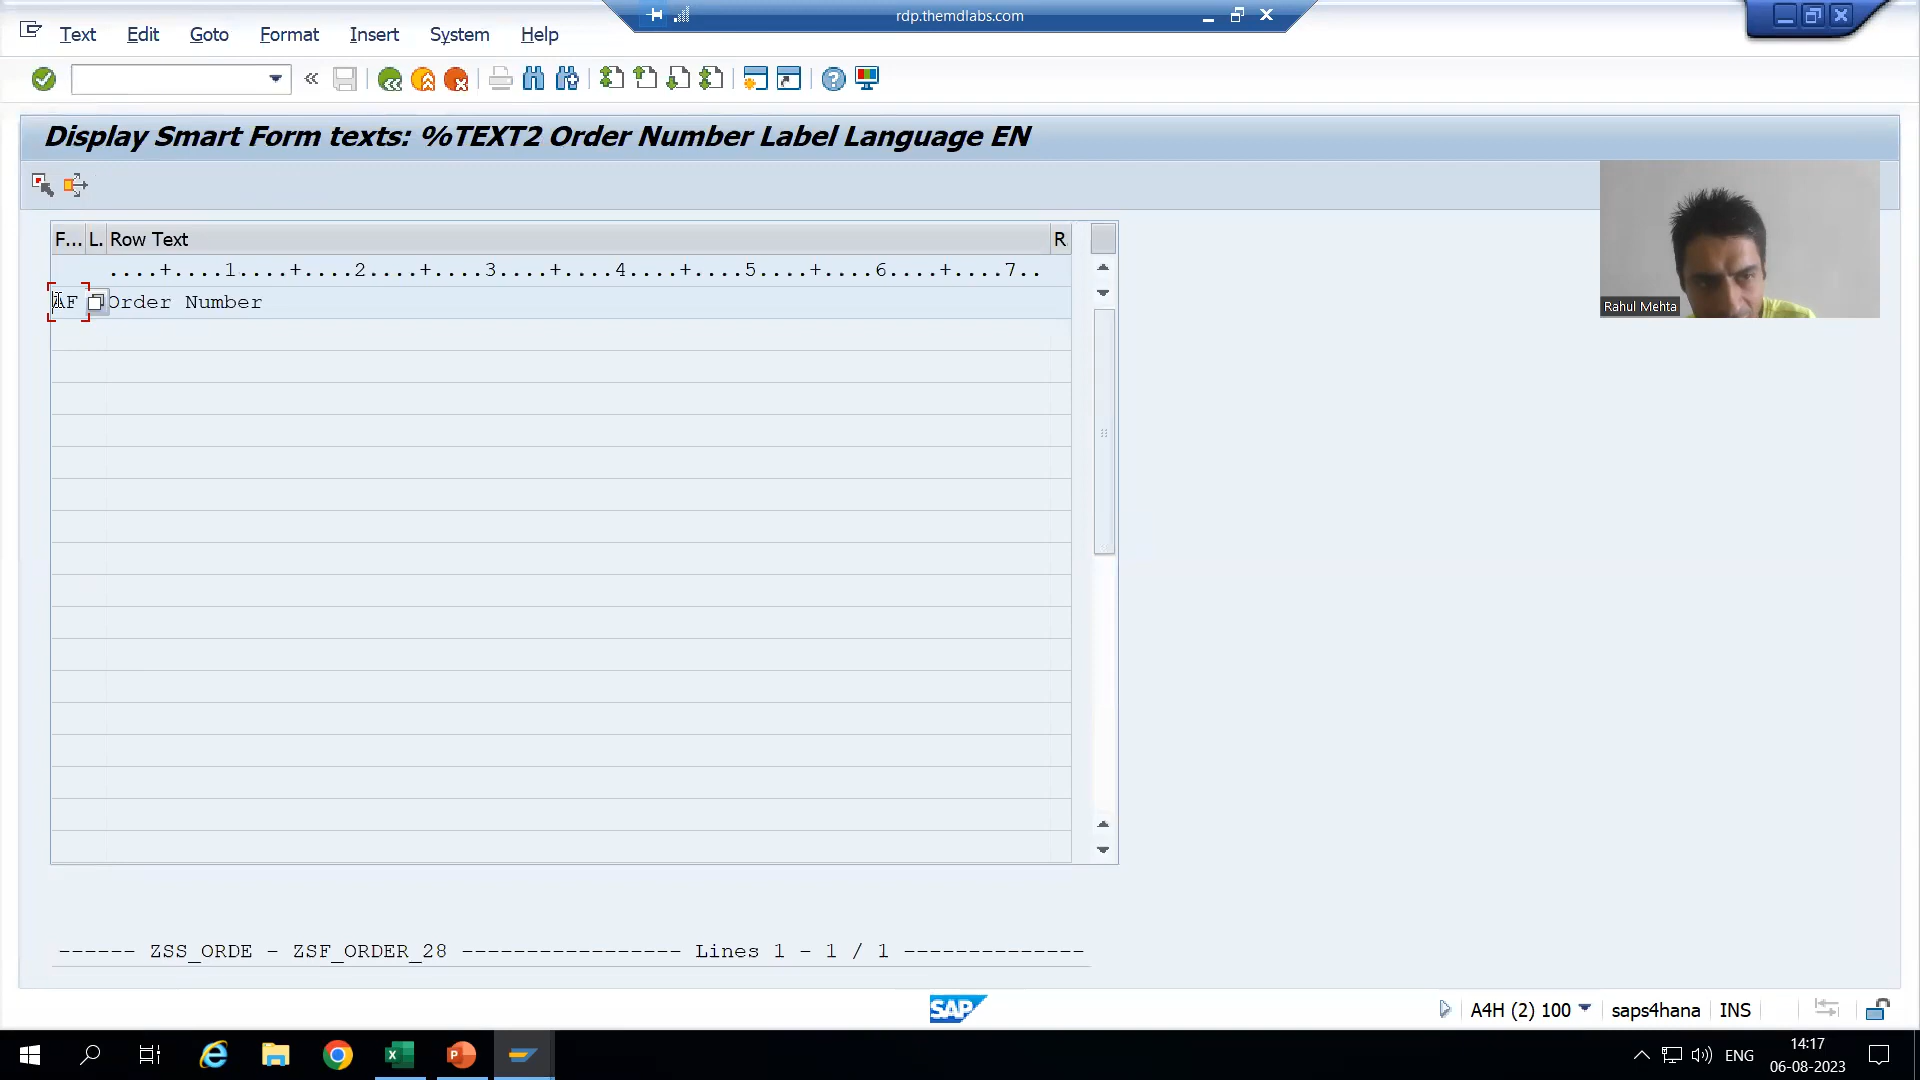 rdp.themdlabs.com
Text Edit Goto Format Insert System Help
Display Smart Form texts: %TEXT2 Order Number Label Language EN
F... L. Row Text R
....+....1....+....2....+....3....+....4....+....5....+....6....+....7..
AF Order Number
Rahul Mehta
------ ZSS_ORDE - ZSF_ORDER_28 ----------------- Lines 1 - 1 / 1 --------------
SAP
A4H (2) 100 saps4hana INS
14:17
ENG
06-08-2023